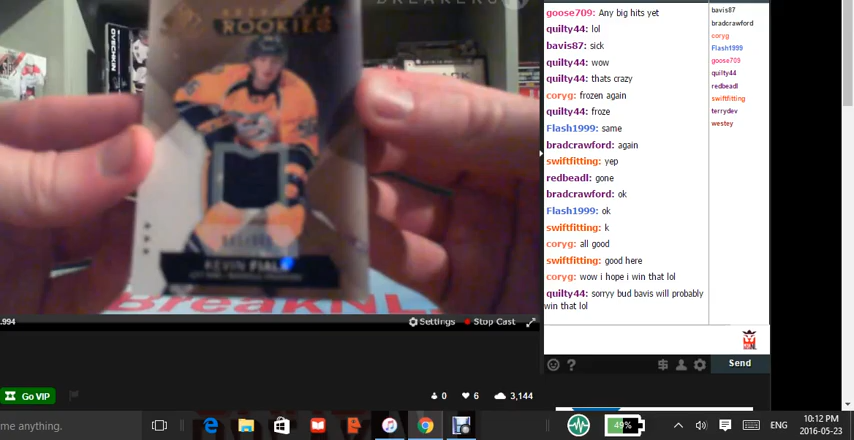 BREAKERS
ROOKIES
KEVIN FIALA
BreakNL
.994
Settings
Stop Cast
Go VIP
0
6
3,144
goose709: Any big hits yet
quilty44: lol
bavis87: sick
quilty44: wow
quilty44: thats crazy
coryg: frozen again
quilty44: froze
Flash1999: same
bradcrawford: again
swiftfitting: yep
redbeadl: gone
bradcrawford: ok
Flash1999: ok
swiftfitting: k
coryg: all good
swiftfitting: good here
coryg: wow i hope i win that lol
quilty44: sorryy bud bavis will probably
win that lol
Send
bavis87
bradcrawford
coryg
Flash1999
goose709
quilty44
redbeadl
swiftfitting
terrydev
westey
me anything.
49%
ENG
10:12 PM
2016-05-23